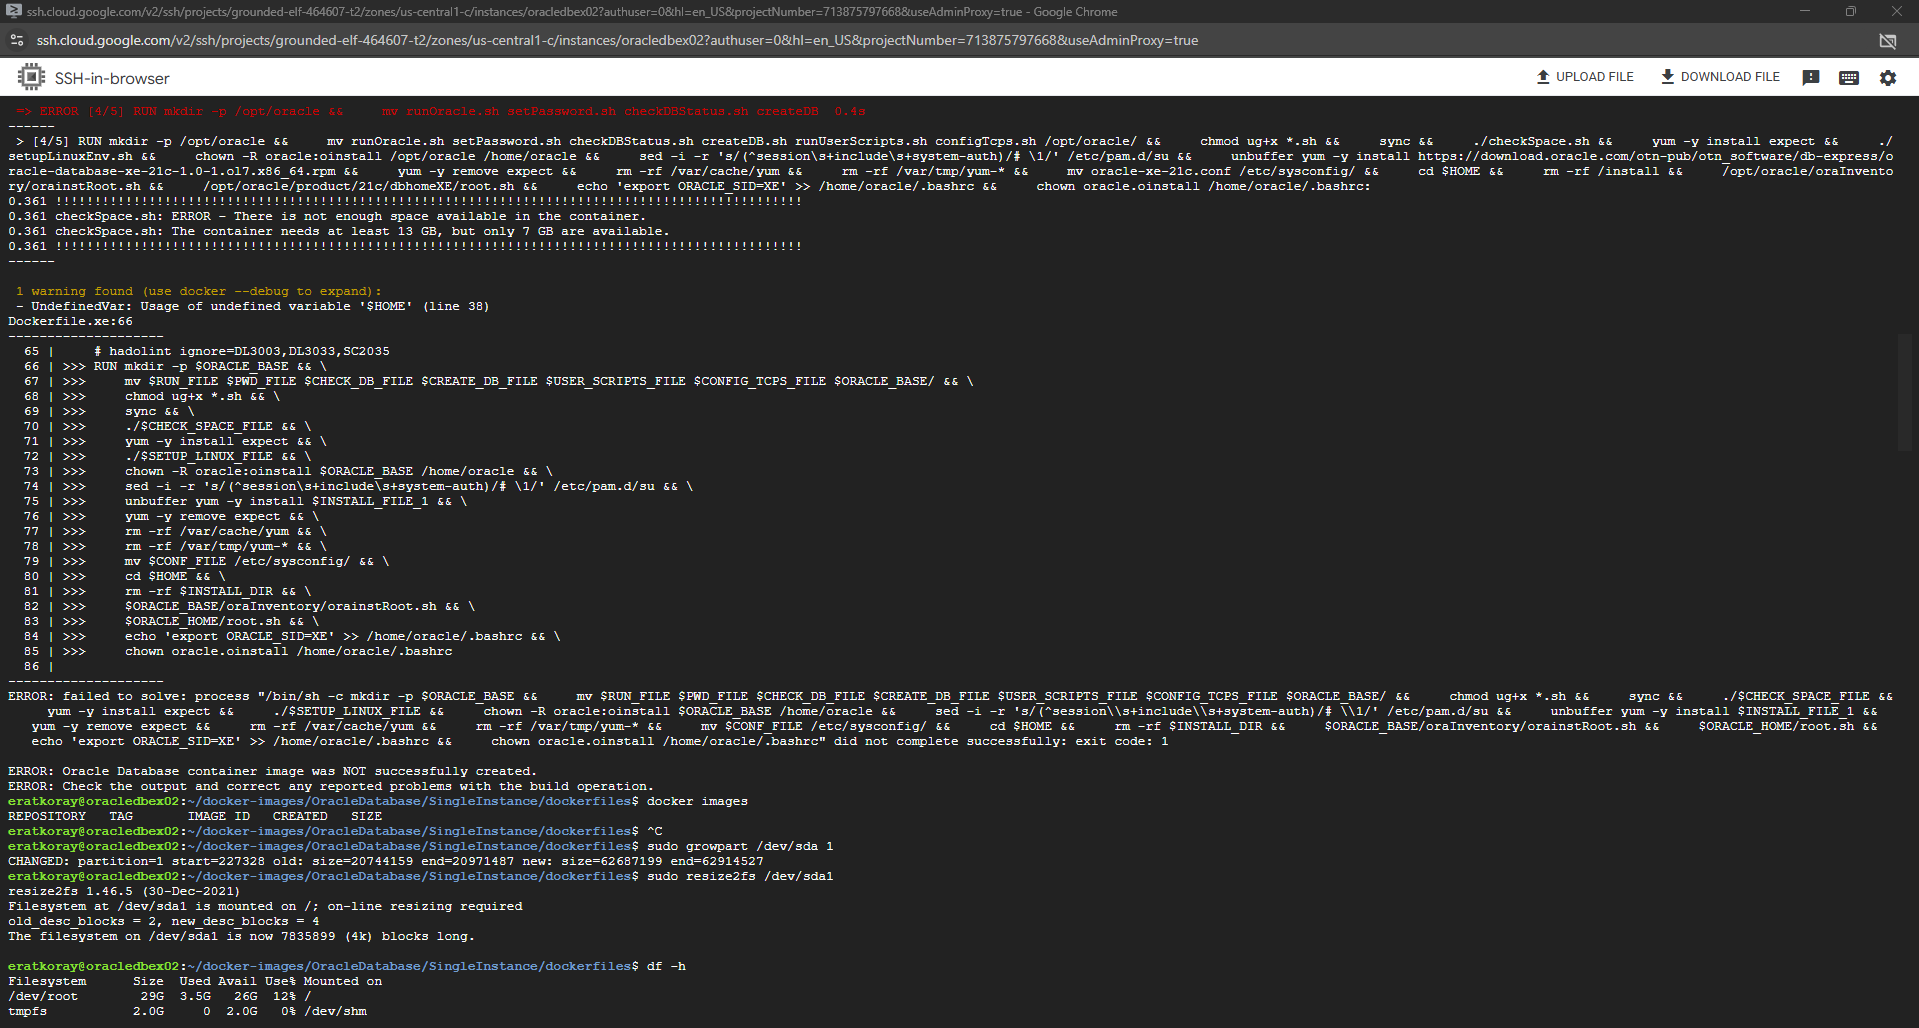 ssh.cloud.google.com/v2/ssh/projects/grounded-elf-464607-t2/zones/us-central1-c/instances/oracledbex02?authuser=0&hl=en_US&projectNumber=713875797668&useAdminProxy=true - Google Chrome
ssh.cloud.google.com/v2/ssh/projects/grounded-elf-464607-t2/zones/us-central1-c/instances/oracledbex02?authuser=0&hl=en_US&projectNumber=713875797668&useAdminProxy=true
SSH-in-browser
UPLOAD FILE
DOWNLOAD FILE
=> ERROR [4/5] RUN mkdir -p /opt/oracle &&     mv runOracle.sh setPassword.sh checkDBStatus.sh createDB  0.4s
------
 > [4/5] RUN mkdir -p /opt/oracle &&     mv runOracle.sh setPassword.sh checkDBStatus.sh createDB.sh runUserScripts.sh configTcps.sh /opt/oracle/ &&     chmod ug+x *.sh &&     sync &&     ./checkSpace.sh &&     yum -y install expect &&     ./
setupLinuxEnv.sh &&     chown -R oracle:oinstall /opt/oracle /home/oracle &&     sed -i -r 's/(^session\s+include\s+system-auth)/# \1/' /etc/pam.d/su &&     unbuffer yum -y install https://download.oracle.com/otn-pub/otn_software/db-express/o
racle-database-xe-21c-1.0-1.ol7.x86_64.rpm &&     yum -y remove expect &&     rm -rf /var/cache/yum &&     rm -rf /var/tmp/yum-* &&     mv oracle-xe-21c.conf /etc/sysconfig/ &&     cd $HOME &&     rm -rf /install &&     /opt/oracle/oraInvento
ry/orainstRoot.sh &&     /opt/oracle/product/21c/dbhomeXE/root.sh &&     echo 'export ORACLE_SID=XE' >> /home/oracle/.bashrc &&     chown oracle.oinstall /home/oracle/.bashrc:
0.361 !!!!!!!!!!!!!!!!!!!!!!!!!!!!!!!!!!!!!!!!!!!!!!!!!!!!!!!!!!!!!!!!!!!!!!!!!!!!!!!!!!!!!!!!!!!!!!!!
0.361 checkSpace.sh: ERROR - There is not enough space available in the container.
0.361 checkSpace.sh: The container needs at least 13 GB, but only 7 GB are available.
0.361 !!!!!!!!!!!!!!!!!!!!!!!!!!!!!!!!!!!!!!!!!!!!!!!!!!!!!!!!!!!!!!!!!!!!!!!!!!!!!!!!!!!!!!!!!!!!!!!!
------
 1 warning found (use docker --debug to expand):
 - UndefinedVar: Usage of undefined variable '$HOME' (line 38)
Dockerfile.xe:66
--------------------
  65 |     # hadolint ignore=DL3003,DL3033,SC2035
  66 | >>> RUN mkdir -p $ORACLE_BASE && \
  67 | >>>     mv $RUN_FILE $PWD_FILE $CHECK_DB_FILE $CREATE_DB_FILE $USER_SCRIPTS_FILE $CONFIG_TCPS_FILE $ORACLE_BASE/ && \
  68 | >>>     chmod ug+x *.sh && \
  69 | >>>     sync && \
  70 | >>>     ./$CHECK_SPACE_FILE && \
  71 | >>>     yum -y install expect && \
  72 | >>>     ./$SETUP_LINUX_FILE && \
  73 | >>>     chown -R oracle:oinstall $ORACLE_BASE /home/oracle && \
  74 | >>>     sed -i -r 's/(^session\s+include\s+system-auth)/# \1/' /etc/pam.d/su && \
  75 | >>>     unbuffer yum -y install $INSTALL_FILE_1 && \
  76 | >>>     yum -y remove expect && \
  77 | >>>     rm -rf /var/cache/yum && \
  78 | >>>     rm -rf /var/tmp/yum-* && \
  79 | >>>     mv $CONF_FILE /etc/sysconfig/ && \
  80 | >>>     cd $HOME && \
  81 | >>>     rm -rf $INSTALL_DIR && \
  82 | >>>     $ORACLE_BASE/oraInventory/orainstRoot.sh && \
  83 | >>>     $ORACLE_HOME/root.sh && \
  84 | >>>     echo 'export ORACLE_SID=XE' >> /home/oracle/.bashrc && \
  85 | >>>     chown oracle.oinstall /home/oracle/.bashrc
  86 |
--------------------
ERROR: failed to solve: process "/bin/sh -c mkdir -p $ORACLE_BASE &&     mv $RUN_FILE $PWD_FILE $CHECK_DB_FILE $CREATE_DB_FILE $USER_SCRIPTS_FILE $CONFIG_TCPS_FILE $ORACLE_BASE/ &&     chmod ug+x *.sh &&     sync &&     ./$CHECK_SPACE_FILE &&
     yum -y install expect &&     ./$SETUP_LINUX_FILE &&     chown -R oracle:oinstall $ORACLE_BASE /home/oracle &&     sed -i -r 's/(^session\\s+include\\s+system-auth)/# \\1/' /etc/pam.d/su &&     unbuffer yum -y install $INSTALL_FILE_1 &&
   yum -y remove expect &&     rm -rf /var/cache/yum &&     rm -rf /var/tmp/yum-* &&     mv $CONF_FILE /etc/sysconfig/ &&     cd $HOME &&     rm -rf $INSTALL_DIR &&     $ORACLE_BASE/oraInventory/orainstRoot.sh &&     $ORACLE_HOME/root.sh &&
   echo 'export ORACLE_SID=XE' >> /home/oracle/.bashrc &&     chown oracle.oinstall /home/oracle/.bashrc" did not complete successfully: exit code: 1
ERROR: Oracle Database container image was NOT successfully created.
ERROR: Check the output and correct any reported problems with the build operation.
eratkoray@oracledbex02:~/docker-images/OracleDatabase/SingleInstance/dockerfiles$ docker images
REPOSITORY   TAG       IMAGE ID   CREATED   SIZE
eratkoray@oracledbex02:~/docker-images/OracleDatabase/SingleInstance/dockerfiles$ ^C
eratkoray@oracledbex02:~/docker-images/OracleDatabase/SingleInstance/dockerfiles$ sudo growpart /dev/sda 1
CHANGED: partition=1 start=227328 old: size=20744159 end=20971487 new: size=62687199 end=62914527
eratkoray@oracledbex02:~/docker-images/OracleDatabase/SingleInstance/dockerfiles$ sudo resize2fs /dev/sda1
resize2fs 1.46.5 (30-Dec-2021)
Filesystem at /dev/sda1 is mounted on /; on-line resizing required
old_desc_blocks = 2, new_desc_blocks = 4
The filesystem on /dev/sda1 is now 7835899 (4k) blocks long.
eratkoray@oracledbex02:~/docker-images/OracleDatabase/SingleInstance/dockerfiles$ df -h
Filesystem      Size  Used Avail Use% Mounted on
/dev/root        29G  3.5G   26G  12% /
tmpfs           2.0G     0  2.0G   0% /dev/shm